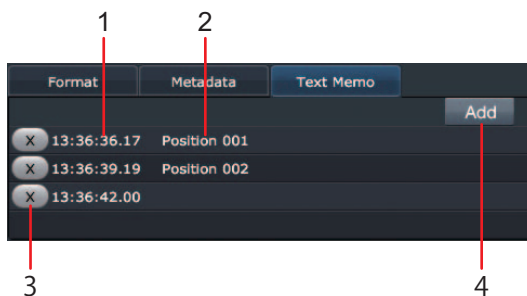 1 2
Format Metadata Text Memo
Add
X 13:36:36.17 Position 001
X 13:36:39.19 Position 002
X 13:36:42.00
3 4